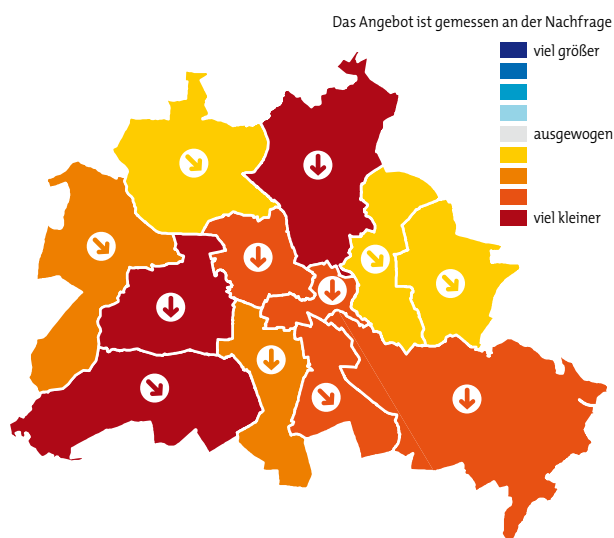 Das Angebot ist gemessen an der Nachfrage
viel größer
ausgewogen
viel kleiner